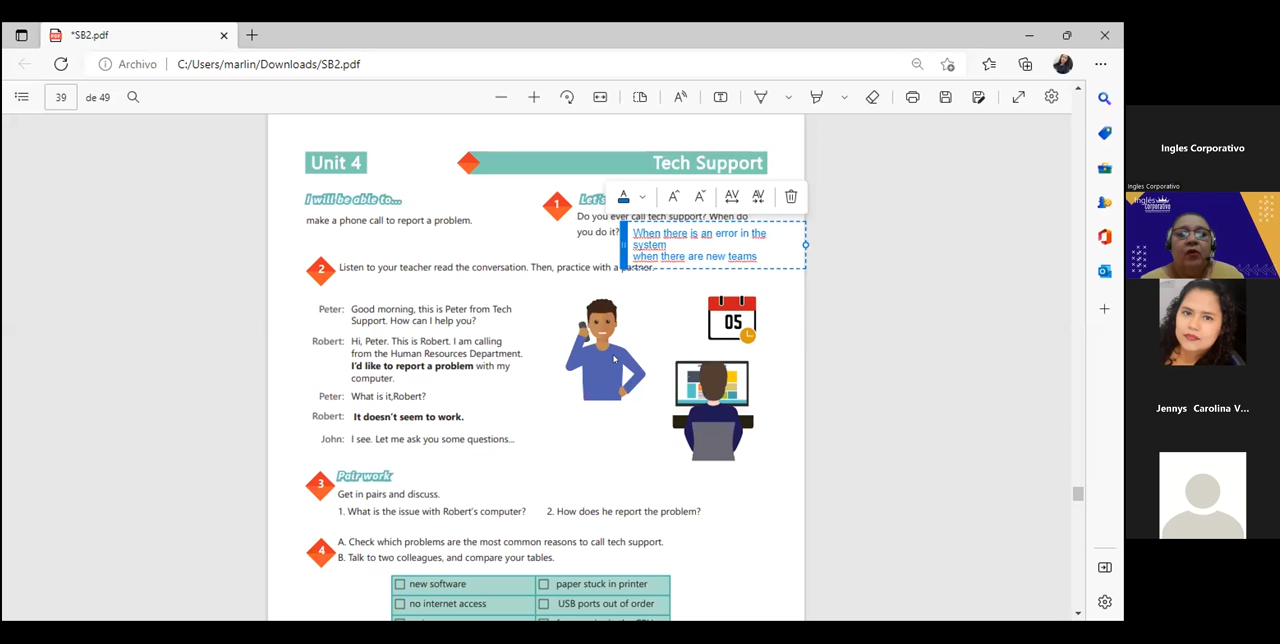 *SB2.pdf
Archivo
C:/Users/marlin/Downloads/SB2.pdf
39
de 49
Unit 4
Tech Support
I will be able to...
make a phone call to report a problem.
1
Let's
Do you ever call tech support? When do
you do it?
When there is an error in the
system
when there are new teams
2
Listen to your teacher read the conversation. Then, practice with a partner.
Peter: Good morning, this is Peter from Tech
Support. How can I help you?
Robert: Hi, Peter. This is Robert. I am calling
from the Human Resources Department.
I'd like to report a problem with my
computer.
Peter: What is it,Robert?
Robert: It doesn't seem to work.
John: I see. Let me ask you some questions...
05
3
Pair work
Get in pairs and discuss.
1. What is the issue with Robert's computer?
2. How does he report the problem?
4
A. Check which problems are the most common reasons to call tech support.
B. Talk to two colleagues, and compare your tables.
new software
paper stuck in printer
no internet access
USB ports out of order
Ingles Corporativo
Ingles Corporativo
Inglés
Corporativo
Jennys Carolina V...